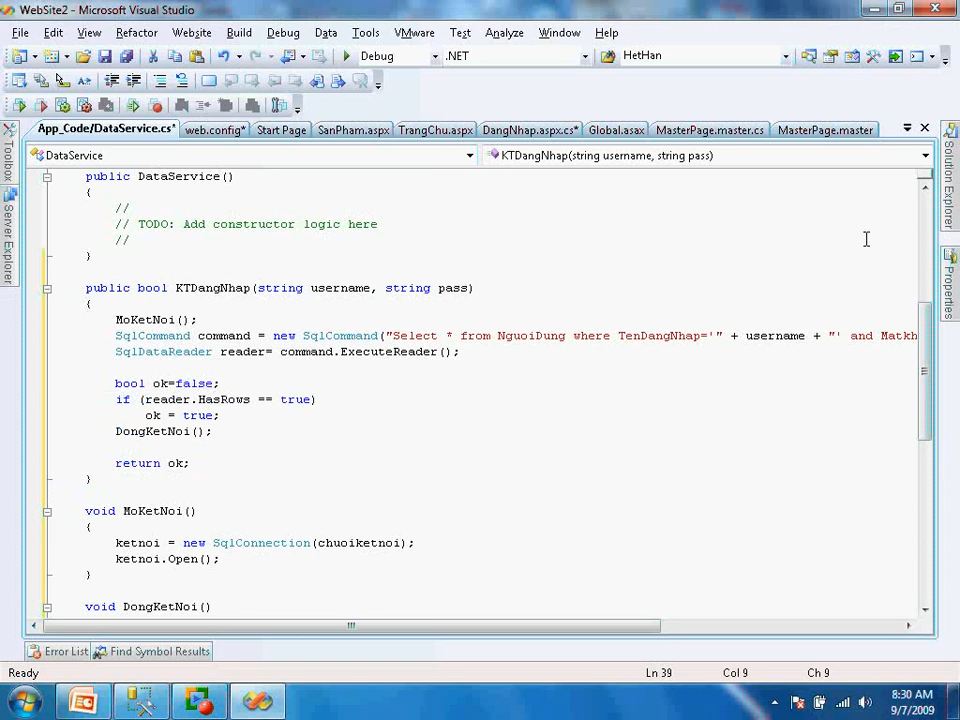 WebSite2 - Microsoft Visual Studio
File Edit View Refactor Website Build Debug Data Tools VMware Test Analyze Window Help
Debug .NET HetHan
App_Code/DataService.cs* web.config* Start Page SanPham.aspx TrangChu.aspx DangNhap.aspx.cs* Global.asax MasterPage.master.cs MasterPage.master
DataService KTDangNhap(string username, string pass)
public DataService()
{
//
// TODO: Add constructor logic here
//
}
public bool KTDangNhap(string username, string pass)
{
MoKetNoi();
SqlCommand command = new SqlCommand("Select * from NguoiDung where TenDangNhap='" + username + "' and Matkh
SqlDataReader reader= command.ExecuteReader();
bool ok=false;
if (reader.HasRows == true)
ok = true;
DongKetNoi();
return ok;
}
void MoKetNoi()
{
ketnoi = new SqlConnection(chuoiketnoi);
ketnoi.Open();
}
void DongKetNoi()
Toolbox
Server Explorer
Solution Explorer
Properties
Error List Find Symbol Results
Ready Ln 39 Col 9 Ch 9
8:30 AM
9/7/2009